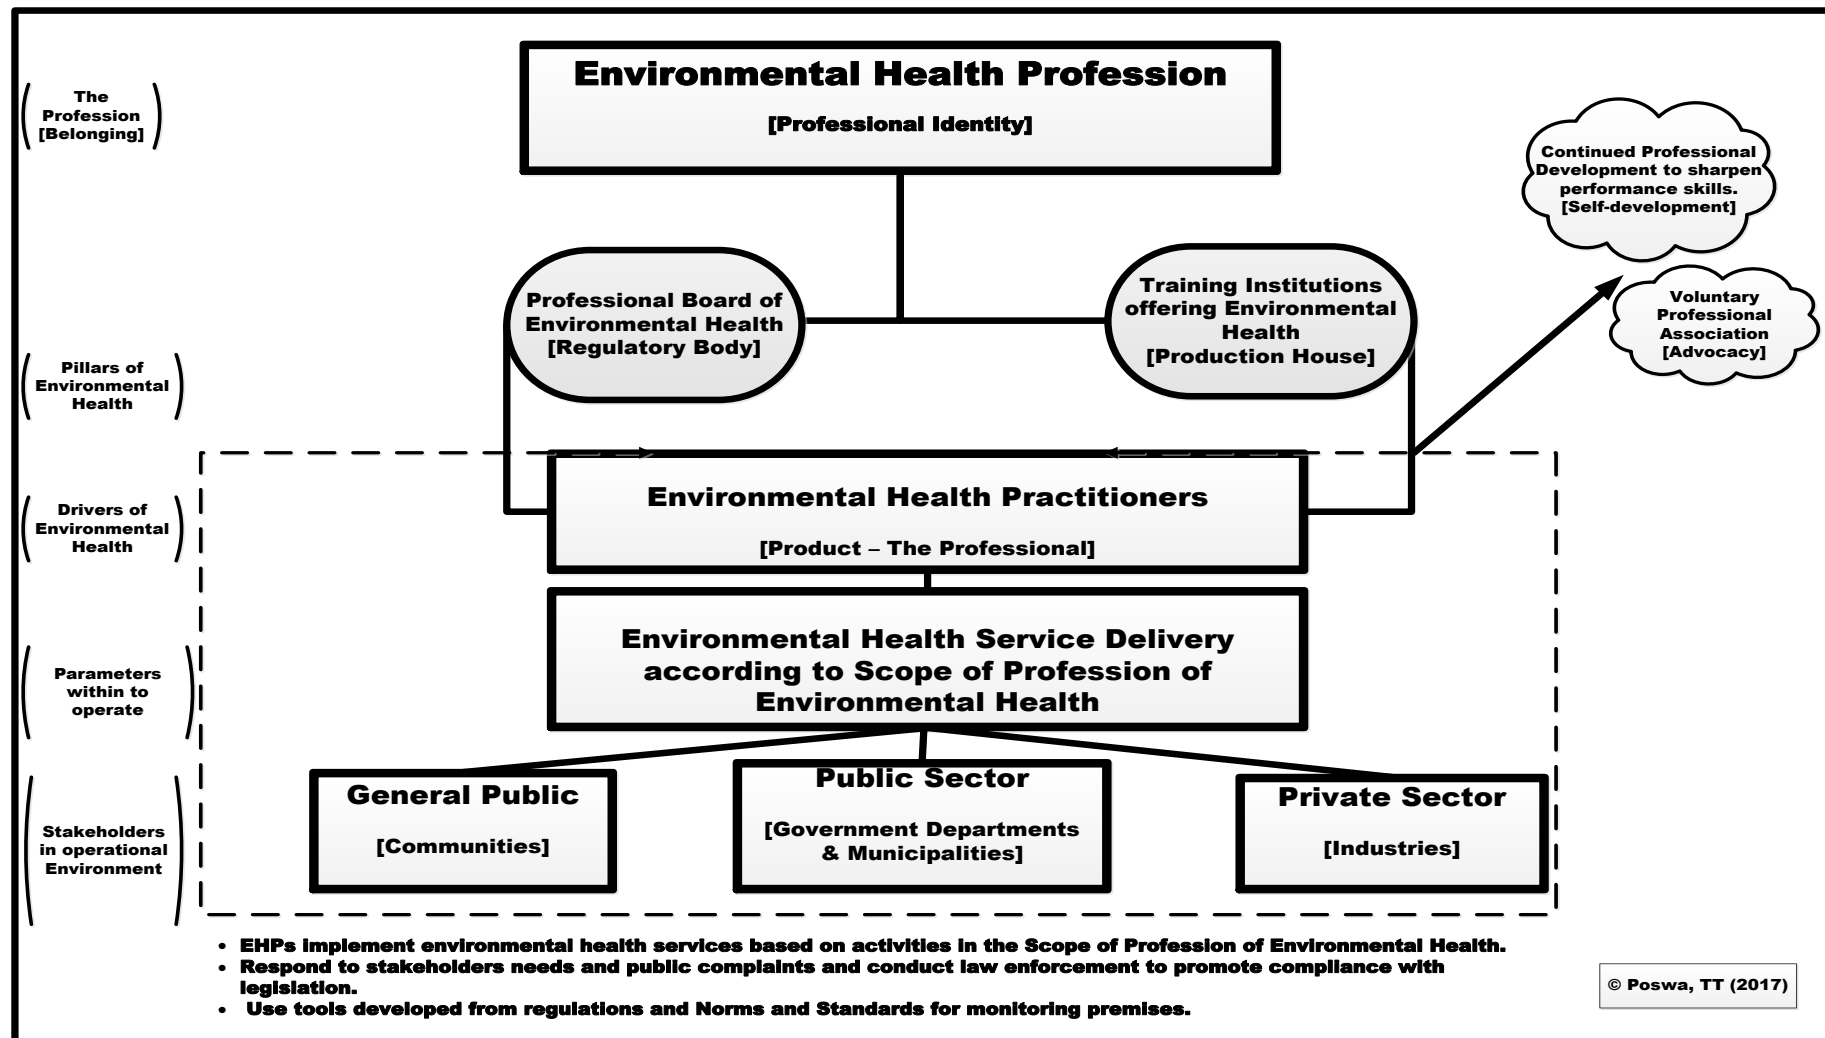 Environmental Health Profession
[Professional Identity]
The
Profession
[Belonging]
Continued Professional
Development to sharpen
performance skills.
[Self-development]
Professional Board of
Environmental Health
[Regulatory Body]
Training Institutions
offering Environmental
Health
[Production House]
Voluntary
Professional
Association
[Advocacy]
Pillars of
Environmental
Health
Drivers of
Environmental
Health
Environmental Health Practitioners
[Product – The Professional]
Parameters
within to
operate
Environmental Health Service Delivery
according to Scope of Profession of
Environmental Health
Stakeholders
in operational
Environment
General Public
[Communities]
Public Sector
[Government Departments
& Municipalities]
Private Sector
[Industries]
• EHPs implement environmental health services based on activities in the Scope of Profession of Environmental Health.
• Respond to stakeholders needs and public complaints and conduct law enforcement to promote compliance with
legislation.
• Use tools developed from regulations and Norms and Standards for monitoring premises.
© Poswa, TT (2017)